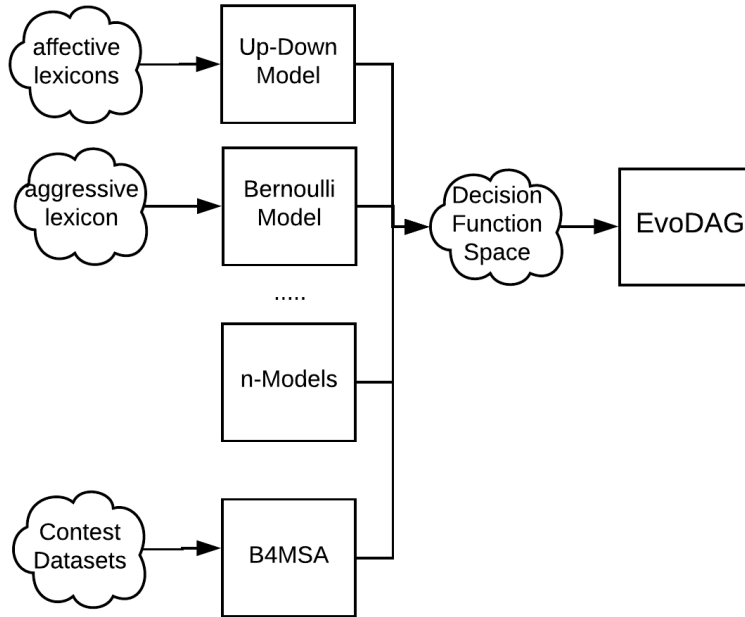 affective
lexicons
Up-Down
Model
aggressive
lexicon
Bernoulli
Model
Decision
Function
Space
EvoDAG
.....
n-Models
Contest
Datasets
B4MSA